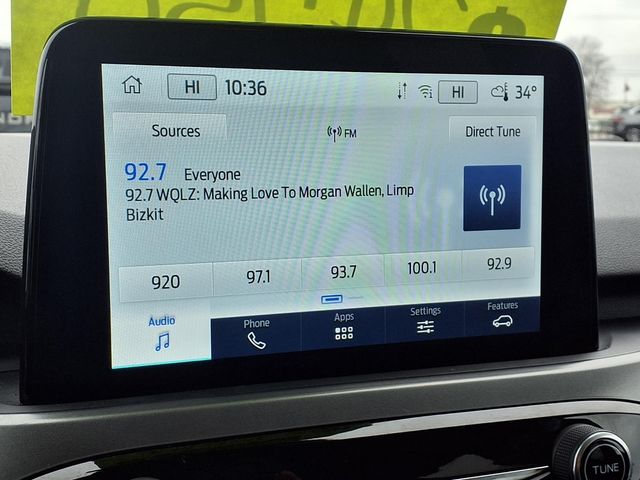 HI 10:36 HI 34°
Sources FM Direct Tune
92.7 Everyone
92.7 WQLZ: Making Love To Morgan Wallen, Limp
Bizkit
920 97.1 93.7 100.1 92.9
Audio Phone Apps Settings Features
TUNE